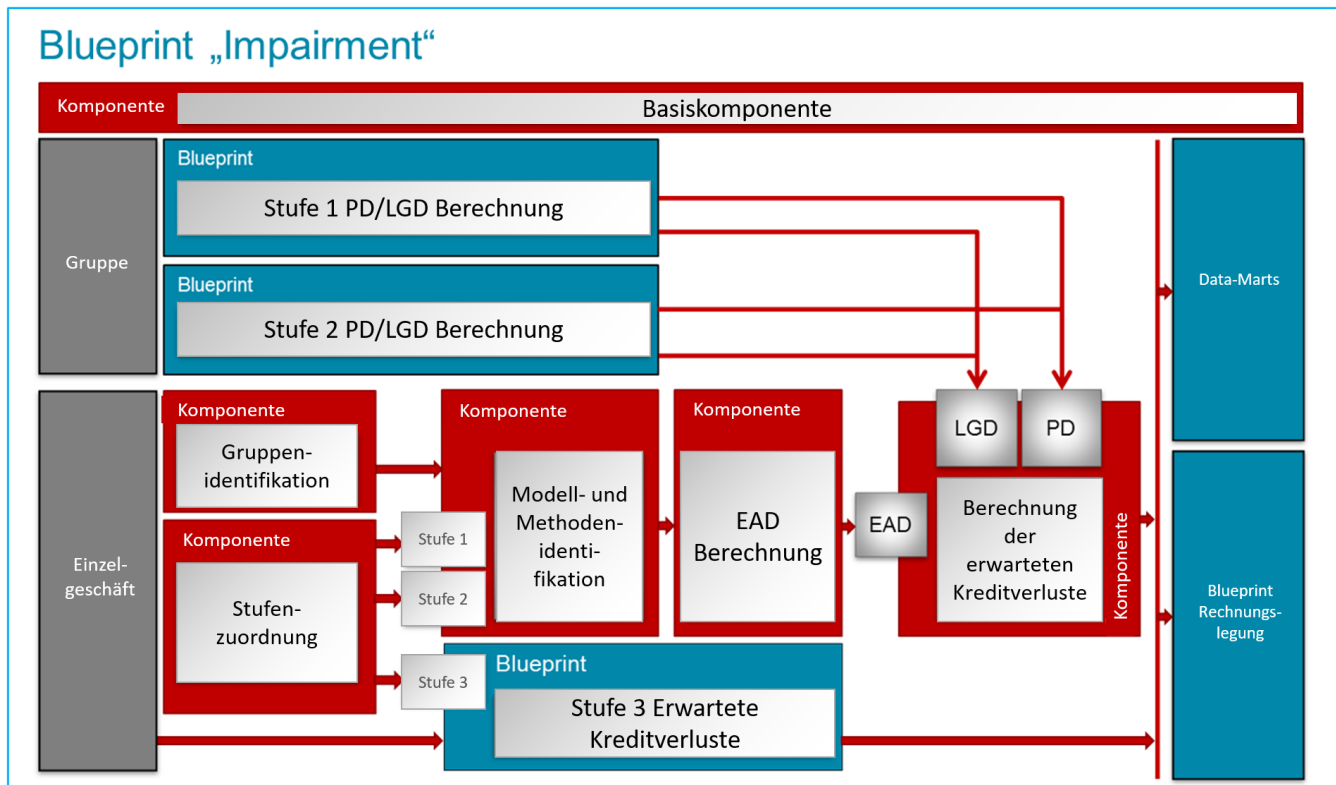 Blueprint „Impairment“
Komponente
Basiskomponente
Gruppe
Blueprint
Stufe 1 PD/LGD Berechnung
Blueprint
Stufe 2 PD/LGD Berechnung
Data-Marts
Einzel-
geschäft
Komponente
Gruppen-
identifikation
Komponente
Stufen-
zuordnung
Stufe 1
Stufe 2
Stufe 3
Komponente
Modell- und
Methoden-
identi-
fikation
Komponente
EAD
Berechnung
EAD
LGD
PD
Berechnung
der
erwarteten
Kreditverluste
Komponente
Blueprint
Stufe 3 Erwartete
Kreditverluste
Blueprint
Rechnungs-
legung